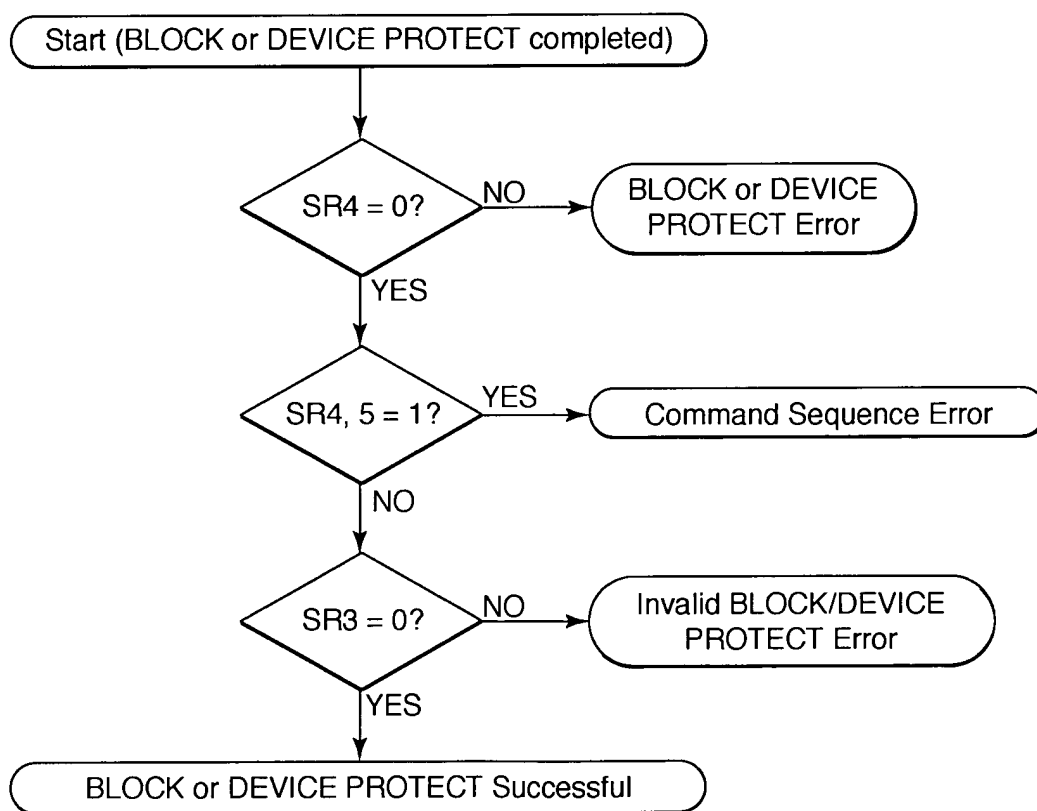 Start (BLOCK or DEVICE PROTECT completed)
SR4 = 0?
NO
BLOCK or DEVICE
PROTECT Error
YES
SR4, 5 = 1?
YES
Command Sequence Error
NO
SR3 = 0?
NO
Invalid BLOCK/DEVICE
PROTECT Error
YES
BLOCK or DEVICE PROTECT Successful